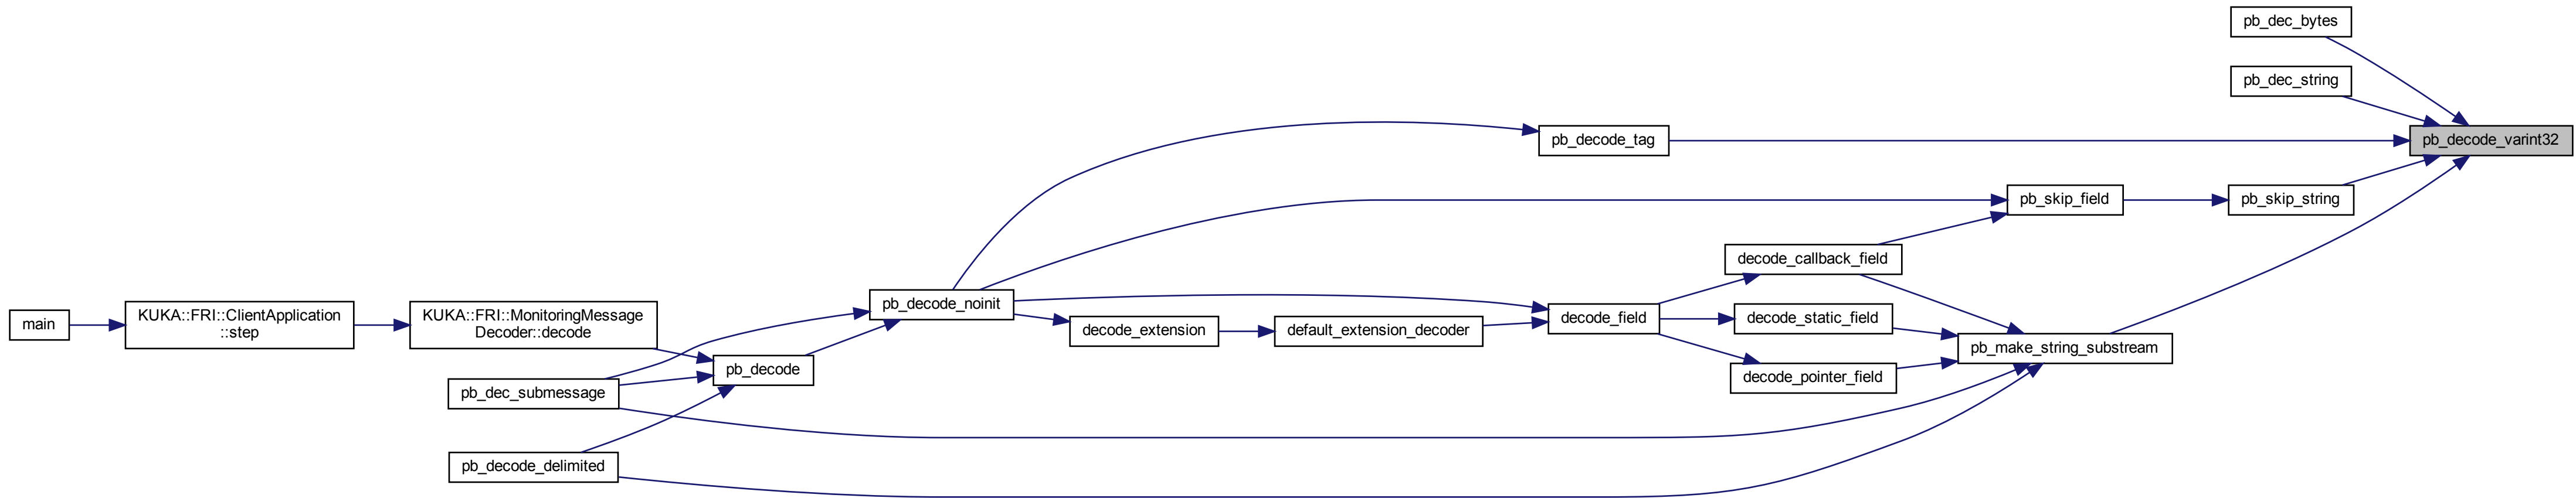 pb_dec_bytes
pb_dec_string
pb_decode_varint32
pb_decode_tag
pb_skip_field
pb_skip_string
decode_callback_field
pb_decode_noinit
main
KUKA::FRI::ClientApplication
::step
KUKA::FRI::MonitoringMessage
Decoder::decode
decode_extension
default_extension_decoder
decode_field
decode_static_field
pb_make_string_substream
pb_decode
decode_pointer_field
pb_dec_submessage
pb_decode_delimited